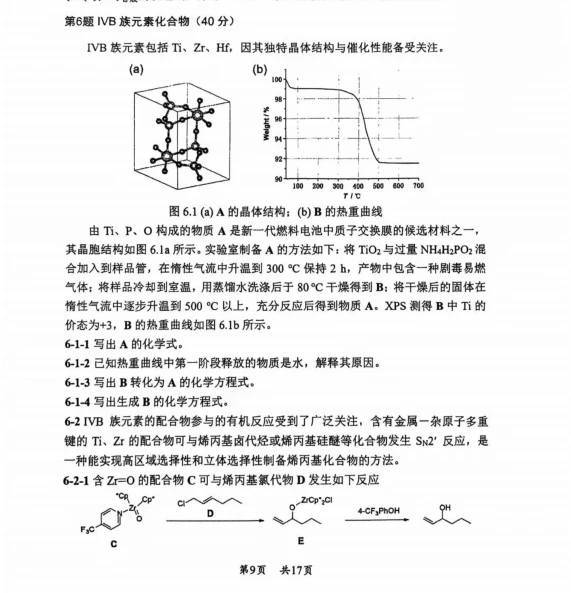 第6题 IVB 族元素化合物（40 分）
IVB 族元素包括 Ti、Zr、Hf，因其独特晶体结构与催化性能备受关注。
(a)
(b)
Weight / %
100
98
96
94
92
90
100 200 300 400 500 600 700
T / °C
图 6.1 (a) A 的晶体结构；(b) B 的热重曲线
由 Ti、P、O 构成的物质 A 是新一代燃料电池中质子交换膜的候选材料之一，
其晶胞结构如图 6.1a 所示。实验室制备 A 的方法如下：将 TiO₂ 与过量 NH₄H₂PO₂ 混
合加入到样品管，在惰性气流中升温到 300 °C 保持 2 h，产物中包含一种剧毒易燃
气体；将样品冷却到室温，用蒸馏水洗涤后于 80 °C 干燥得到 B；将干燥后的固体在
惰性气流中逐步升温到 500 °C 以上，充分反应后得到物质 A。XPS 测得 B 中 Ti 的
价态为+3，B 的热重曲线如图 6.1b 所示。
6-1-1 写出 A 的化学式。
6-1-2 已知热重曲线中第一阶段释放的物质是水，解释其原因。
6-1-3 写出 B 转化为 A 的化学方程式。
6-1-4 写出生成 B 的化学方程式。
6-2 IVB 族元素的配合物参与的有机反应受到了广泛关注，含有金属—杂原子多重
键的 Ti、Zr 的配合物可与烯丙基卤代烃或烯丙基硅醚等化合物发生 SN2′ 反应，是
一种能实现高区域选择性和立体选择性制备烯丙基化合物的方法。
6-2-1 含 Zr=O 的配合物 C 可与烯丙基氯代物 D 发生如下反应
*Cp Cp*
Zr
N O
F₃C
C
Cl
D
O ZrCp*₂Cl
E
4-CF₃PhOH
OH
第9页 共17页